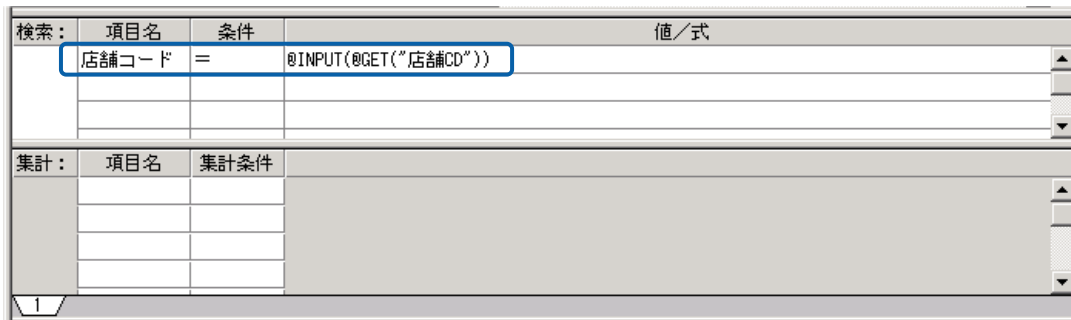 検索： 項目名 条件 値／式
店舗コード ＝ @INPUT(@GET("店舗CD"))
集計： 項目名 集計条件
1